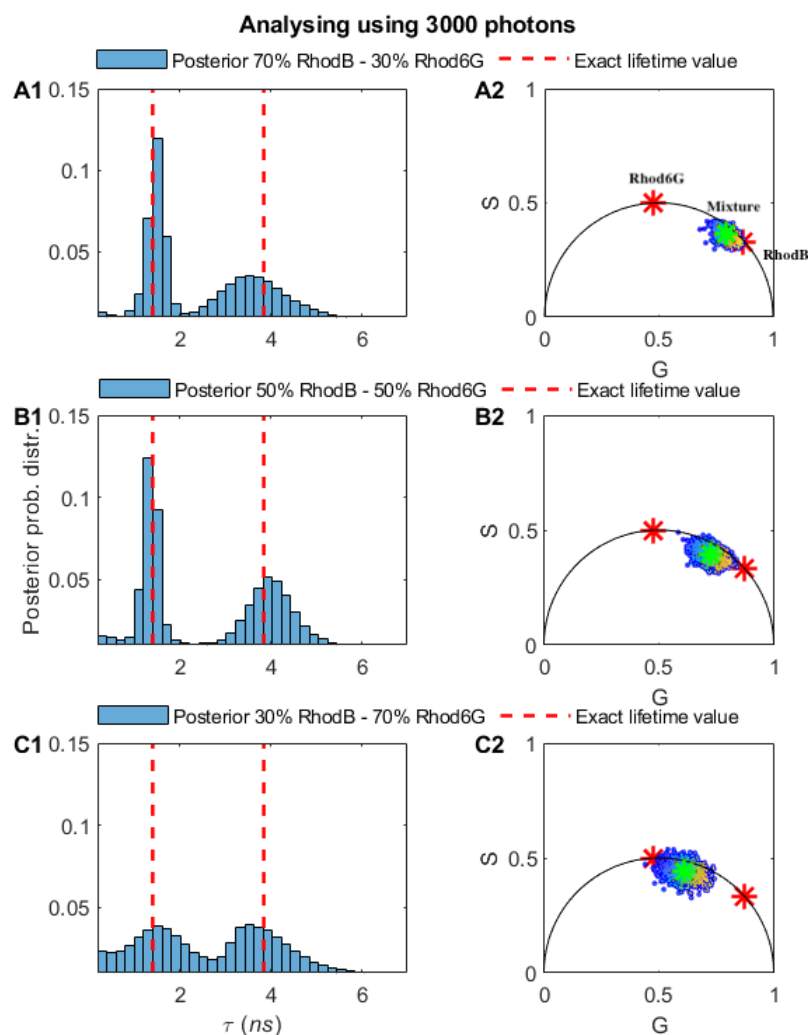 Analysing using 3000 photons
Posterior 70% RhodB - 30% Rhod6G Exact lifetime value
A1
0.15
0.1
0.05
2 4 6
A2
1
S
0.5
0
Rhod6G
Mixture
RhodB
0 0.5 1
G
Posterior 50% RhodB - 50% Rhod6G Exact lifetime value
B1
0.15
0.1
0.05
Posterior prob. distr.
2 4 6
B2
1
S
0.5
0
0 0.5 1
G
Posterior 30% RhodB - 70% Rhod6G Exact lifetime value
C1
0.15
0.1
0.05
2 4 6
τ (ns)
C2
1
S
0.5
0
0 0.5 1
G